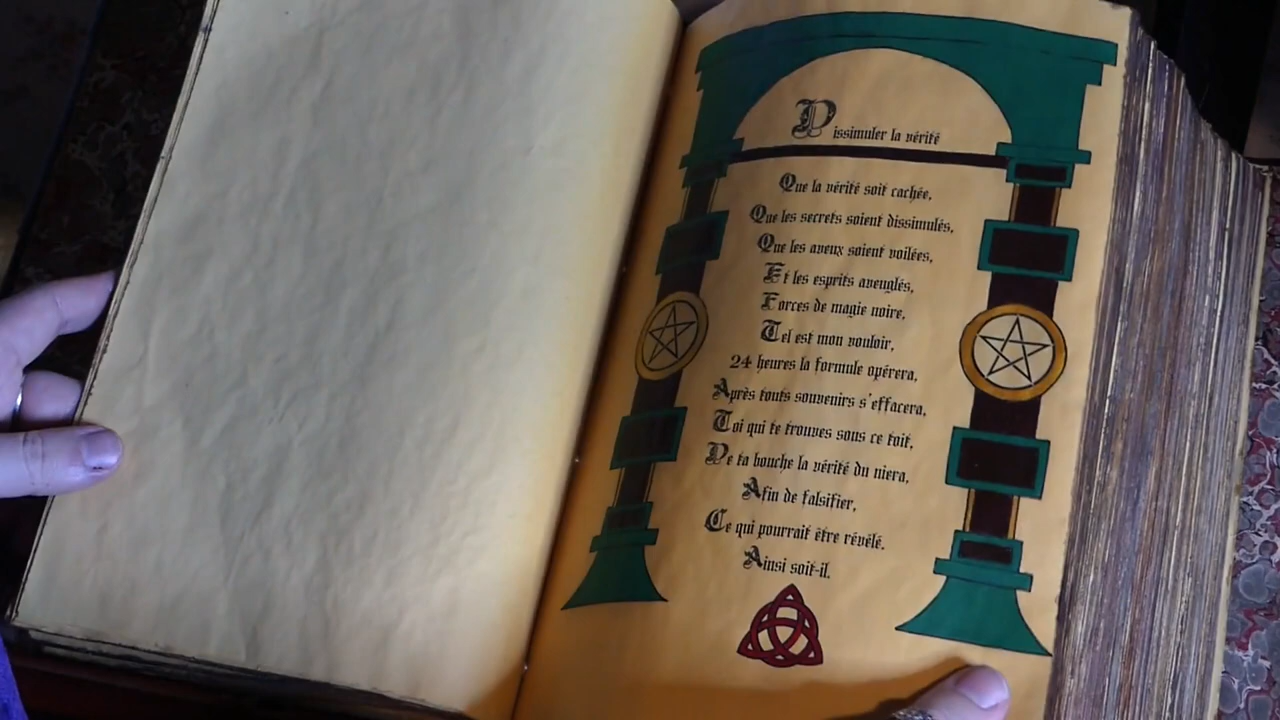 Dissimuler la vérité
Que la vérité soit cachée,
Que les secrets soient dissimulés,
Que les aveux soient voilées,
Et les esprits aveuglés,
Forces de magie noire,
Tel est mon vouloir,
24 heures la formule opérera,
Après touts souvenirs s'effacera,
Toi qui te trouves sous ce toit,
De ta bouche la vérité du niera,
Afin de falsifier,
Ce qui pourrait être révélé.
Ainsi soit-il.